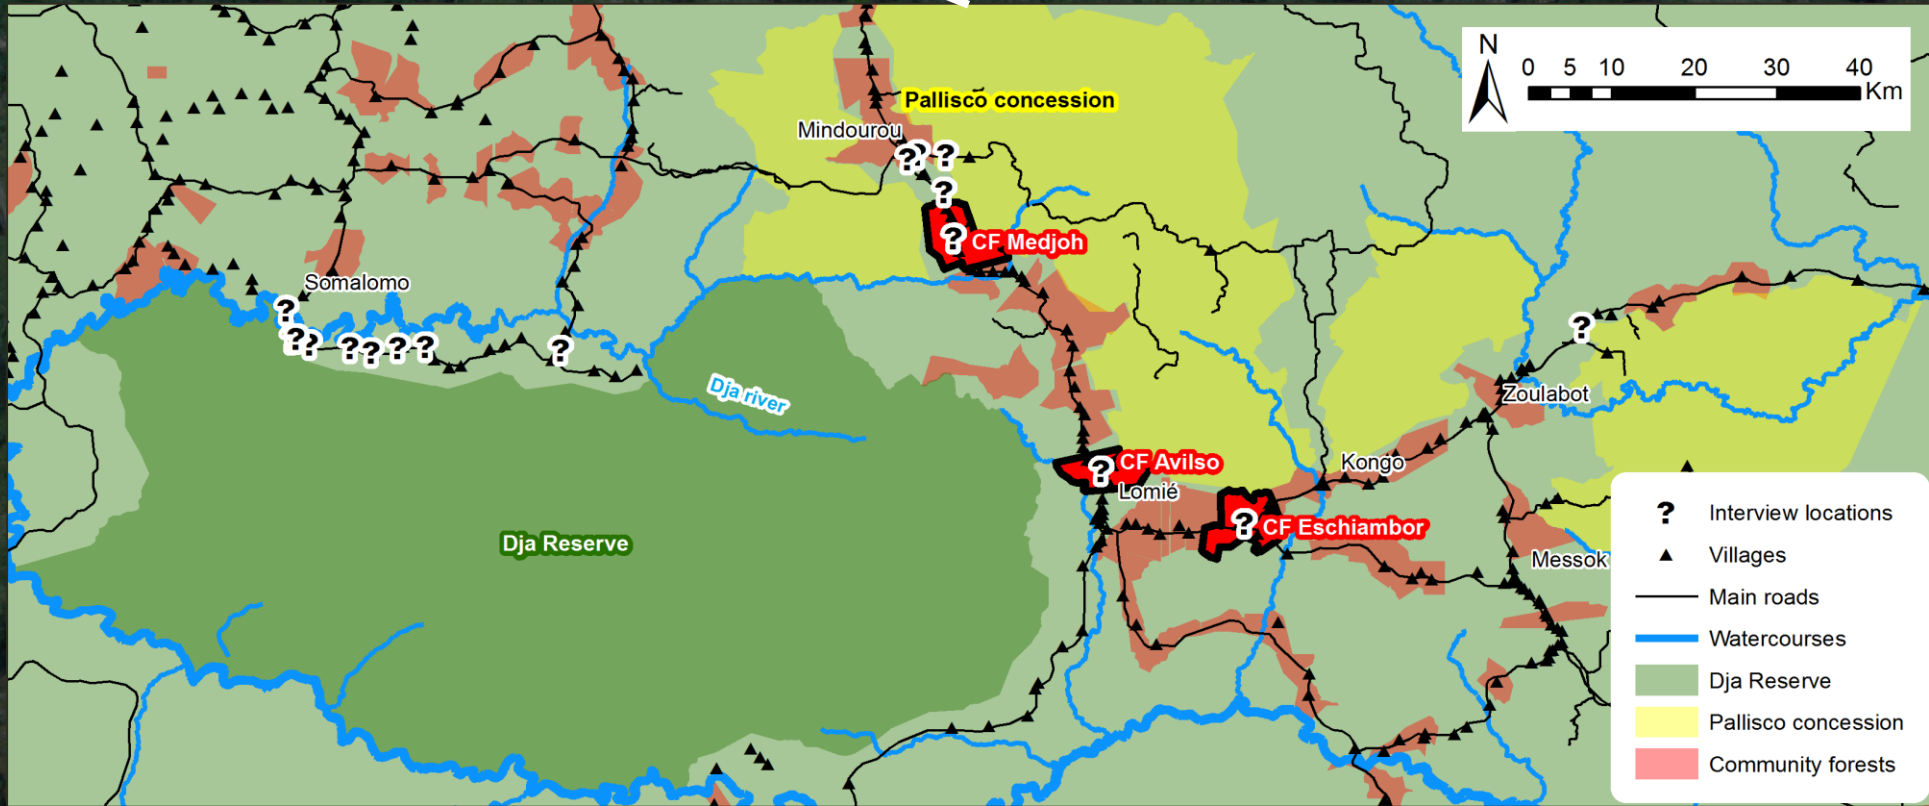 N
0 5 10 20 30 40
Km
Pallisco concession
Mindourou
?
?
?
?
?
CF Medjoh
Somalomo
?
?
?
?
?
?
?
?
?
Dja river
Zoulabot
Kongo
?
CF Avilso
Lomié
?
CF Eschiambor
Dja Reserve
Messok
? Interview locations
Villages
Main roads
Watercourses
Dja Reserve
Pallisco concession
Community forests